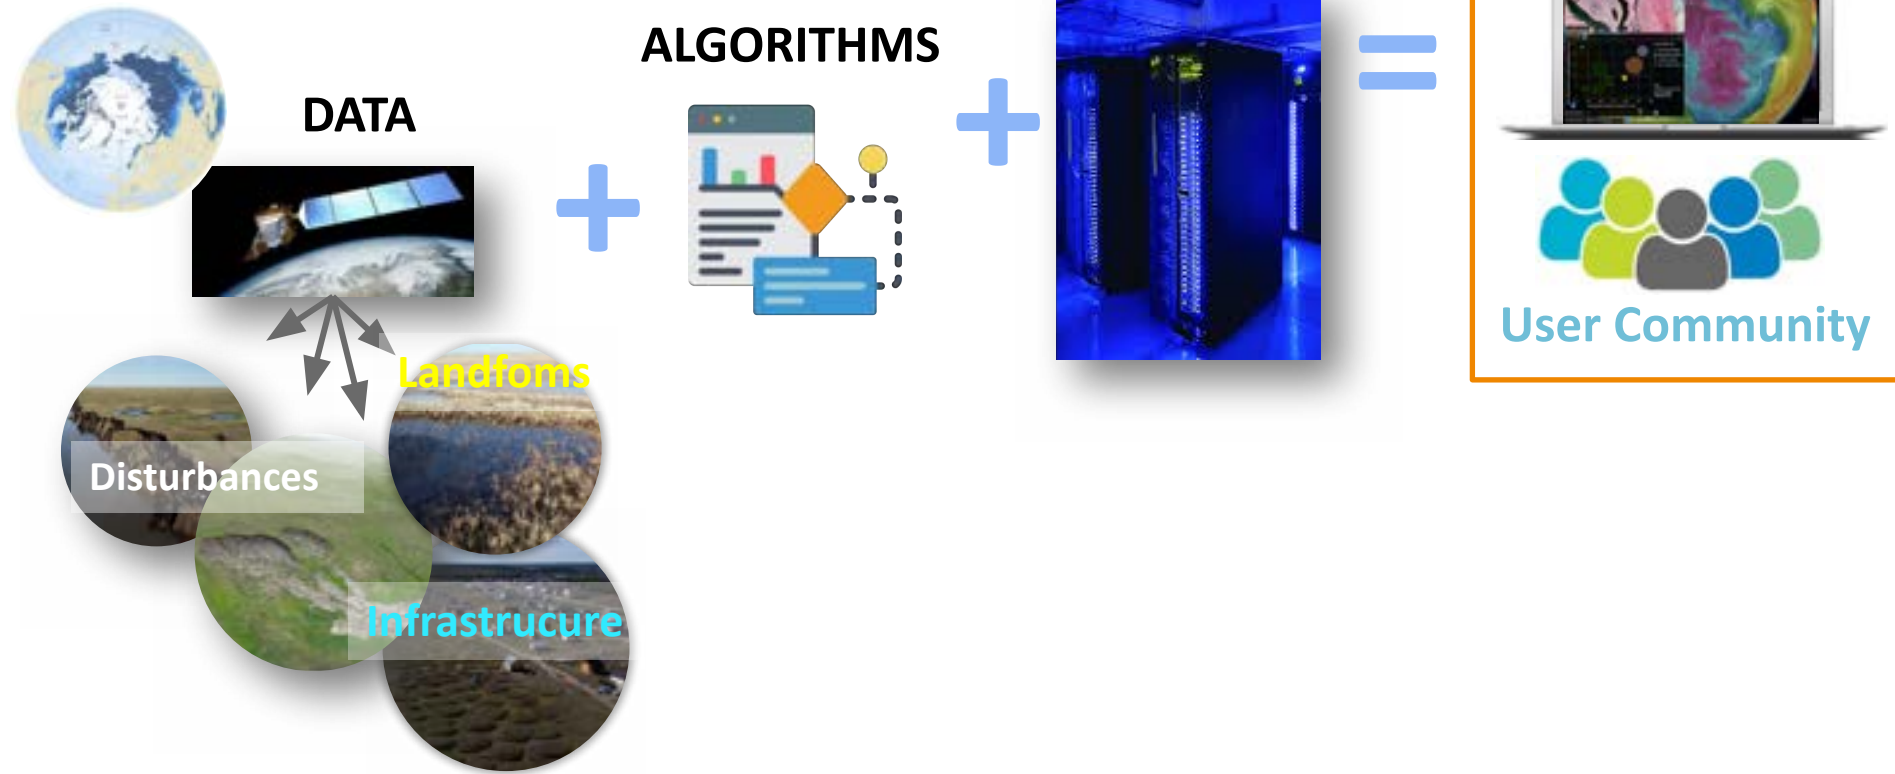 ALGORITHMS
DATA
Landfoms
Disturbances
Infrastrucure
User Community